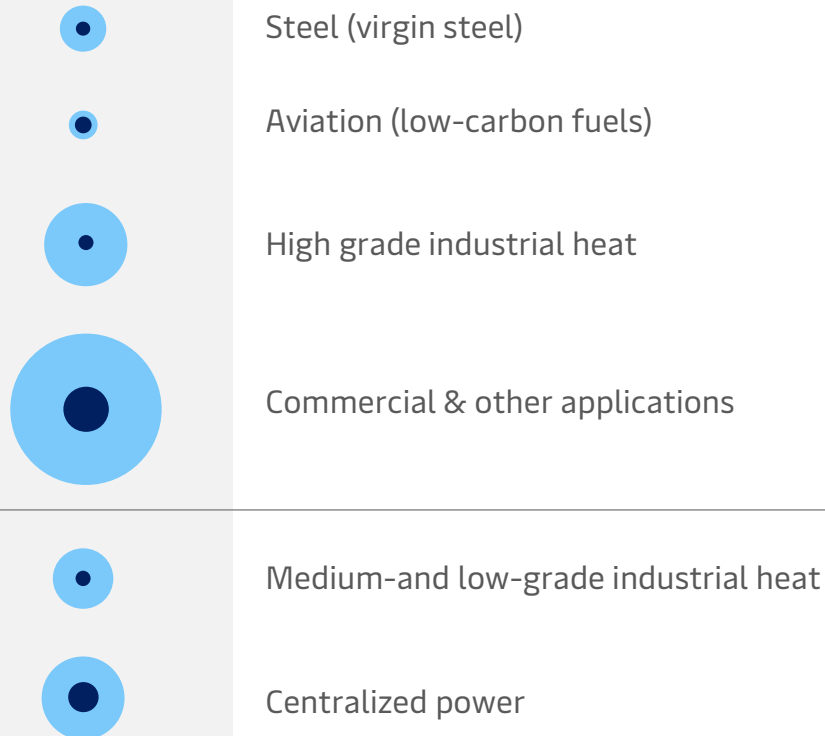 Steel (virgin steel)
Aviation (low-carbon fuels)
High grade industrial heat
Commercial & other applications
Medium-and low-grade industrial heat
Centralized power